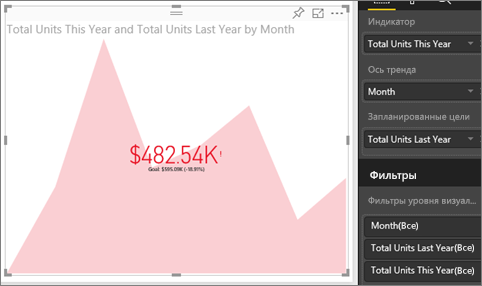 Total Units This Year and Total Units Last Year by Month
$482.54K!
Goal: $595.09K (-18.91%)
Индикатор
Total Units This Year
Ось тренда
Month
Запланированные цели
Total Units Last Year
Фильтры
Фильтры уровня визуал...
Month(Все)
Total Units Last Year(Все)
Total Units This Year(Все)